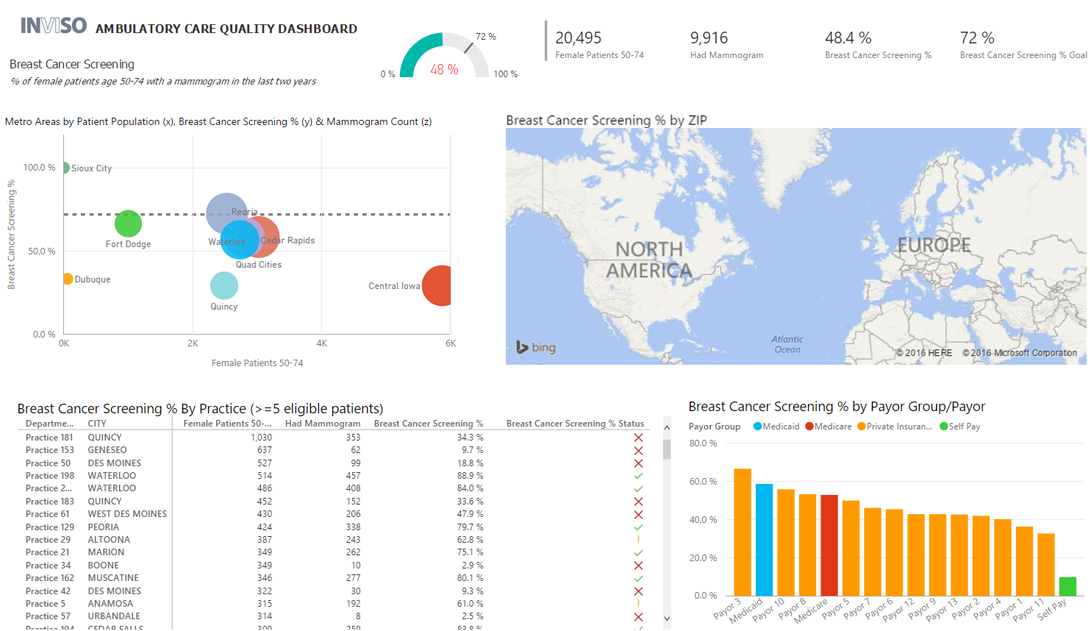 INVISO AMBULATORY CARE QUALITY DASHBOARD
Breast Cancer Screening
% of female patients age 50-74 with a mammogram in the last two years
0 %
48 %
72 %
100 %
20,495
Female Patients 50-74
9,916
Had Mammogram
48.4 %
Breast Cancer Screening %
72 %
Breast Cancer Screening % Goal
Metro Areas by Patient Population (x), Breast Cancer Screening % (y) & Mammogram Count (z)
Breast Cancer Screening %
100.0 %
50.0 %
0.0 %
Sioux City
Fort Dodge
Peoria
Waterloo
Cedar Rapids
Quad Cities
Dubuque
Quincy
Central Iowa
0K
2K
4K
6K
Female Patients 50-74
Breast Cancer Screening % by ZIP
NORTH
AMERICA
EUROPE
Atlantic
Ocean
bing
© 2016 HERE © 2016 Microsoft Corporation
Breast Cancer Screening % By Practice (>=5 eligible patients)
Departme... CITY Female Patients 50-... Had Mammogram Breast Cancer Screening % Breast Cancer Screening % Status
Practice 181 QUINCY 1,030 353 34.3 %
Practice 153 GENESEO 637 62 9.7 %
Practice 50 DES MOINES 527 99 18.8 %
Practice 198 WATERLOO 514 457 88.9 %
Practice 2... WATERLOO 486 408 84.0 %
Practice 183 QUINCY 452 152 33.6 %
Practice 61 WEST DES MOINES 430 206 47.9 %
Practice 129 PEORIA 424 338 79.7 %
Practice 29 ALTOONA 387 243 62.8 %
Practice 21 MARION 349 262 75.1 %
Practice 34 BOONE 349 10 2.9 %
Practice 162 MUSCATINE 346 277 80.1 %
Practice 42 DES MOINES 322 30 9.3 %
Practice 5 ANAMOSA 315 192 61.0 %
Practice 57 URBANDALE 314 8 2.5 %
Practice 194 CEDAR FALLS 309 259 83.8 %
Breast Cancer Screening % by Payor Group/Payor
Payor Group Medicaid Medicare Private Insuran... Self Pay
80.0 %
60.0 %
40.0 %
20.0 %
0.0 %
Payor 3
Medicaid
Payor 10
Payor 8
Medicare
Payor 5
Payor 7
Payor 6
Payor 12
Payor 9
Payor 13
Payor 2
Payor 4
Payor 1
Payor 11
Self Pay